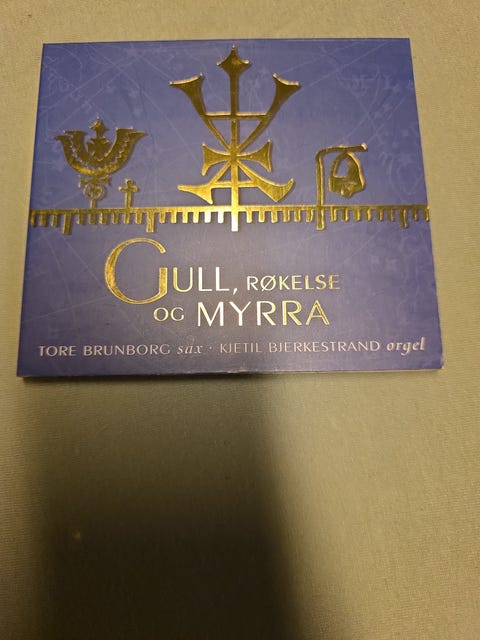 GULL, RØKELSE
OG MYRRA
TORE BRUNBORG sax · KJETIL BJERKESTRAND orgel